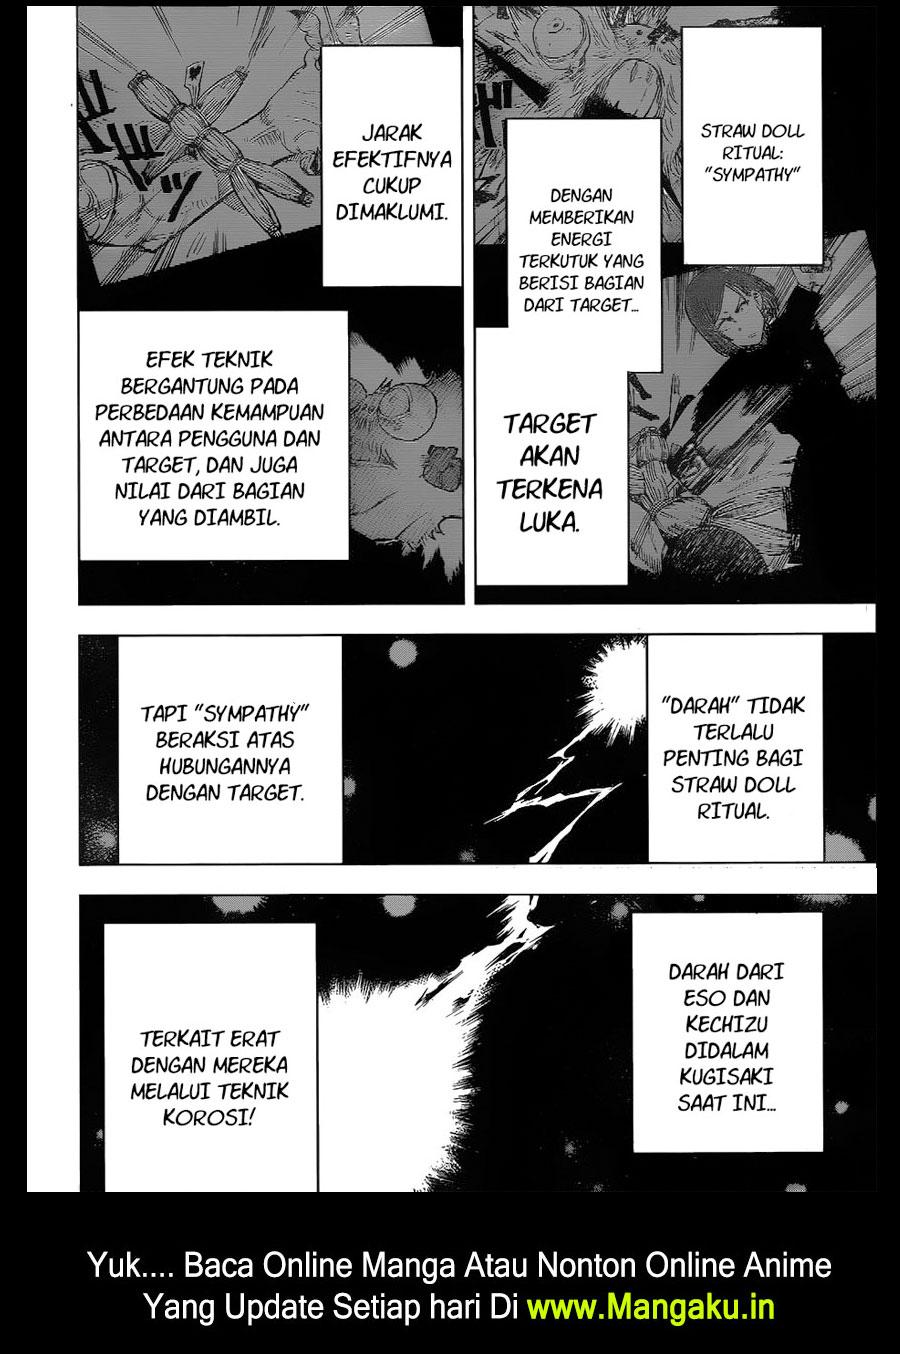 STRAW DOLL
RITUAL:
"SYMPATHY"
DENGAN
MEMBERIKAN
ENERGI
TERKUTUK YANG
BERISI BAGIAN
DARI TARGET...
TARGET
AKAN
TERKENA
LUKA.
JARAK
EFEKTIFNYA
CUKUP
DIMAKLUMI.
EFEK TEKNIK
BERGANTUNG PADA
PERBEDAAN KEMAMPUAN
ANTARA PENGGUNA DAN
TARGET, DAN JUGA
NILAI DARI BAGIAN
YANG DIAMBIL.
"DARAH" TIDAK
TERLALU
PENTING BAGI
STRAW DOLL
RITUAL.
TAPI "SYMPATHY"
BERAKSI ATAS
HUBUNGANNYA
DENGAN TARGET.
DARAH DARI
ESO DAN
KECHIZU
DIDALAM
KUGISAKI
SAAT INI...
TERKAIT ERAT
DENGAN MEREKA
MELALUI TEKNIK
KOROSI!
Yuk.... Baca Online Manga Atau Nonton Online Anime
Yang Update Setiap hari Di www.Mangaku.in